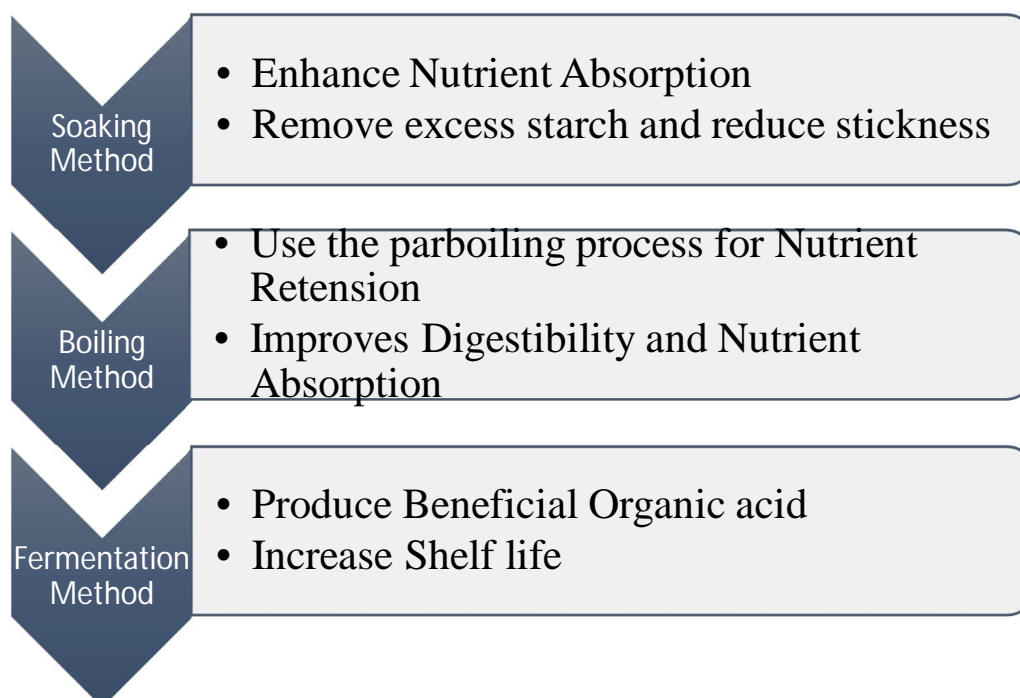 Soaking
Method
• Enhance Nutrient Absorption
• Remove excess starch and reduce stickness
Boiling
Method
• Use the parboiling process for Nutrient
Retension
• Improves Digestibility and Nutrient
Absorption
Fermentation
Method
• Produce Beneficial Organic acid
• Increase Shelf life